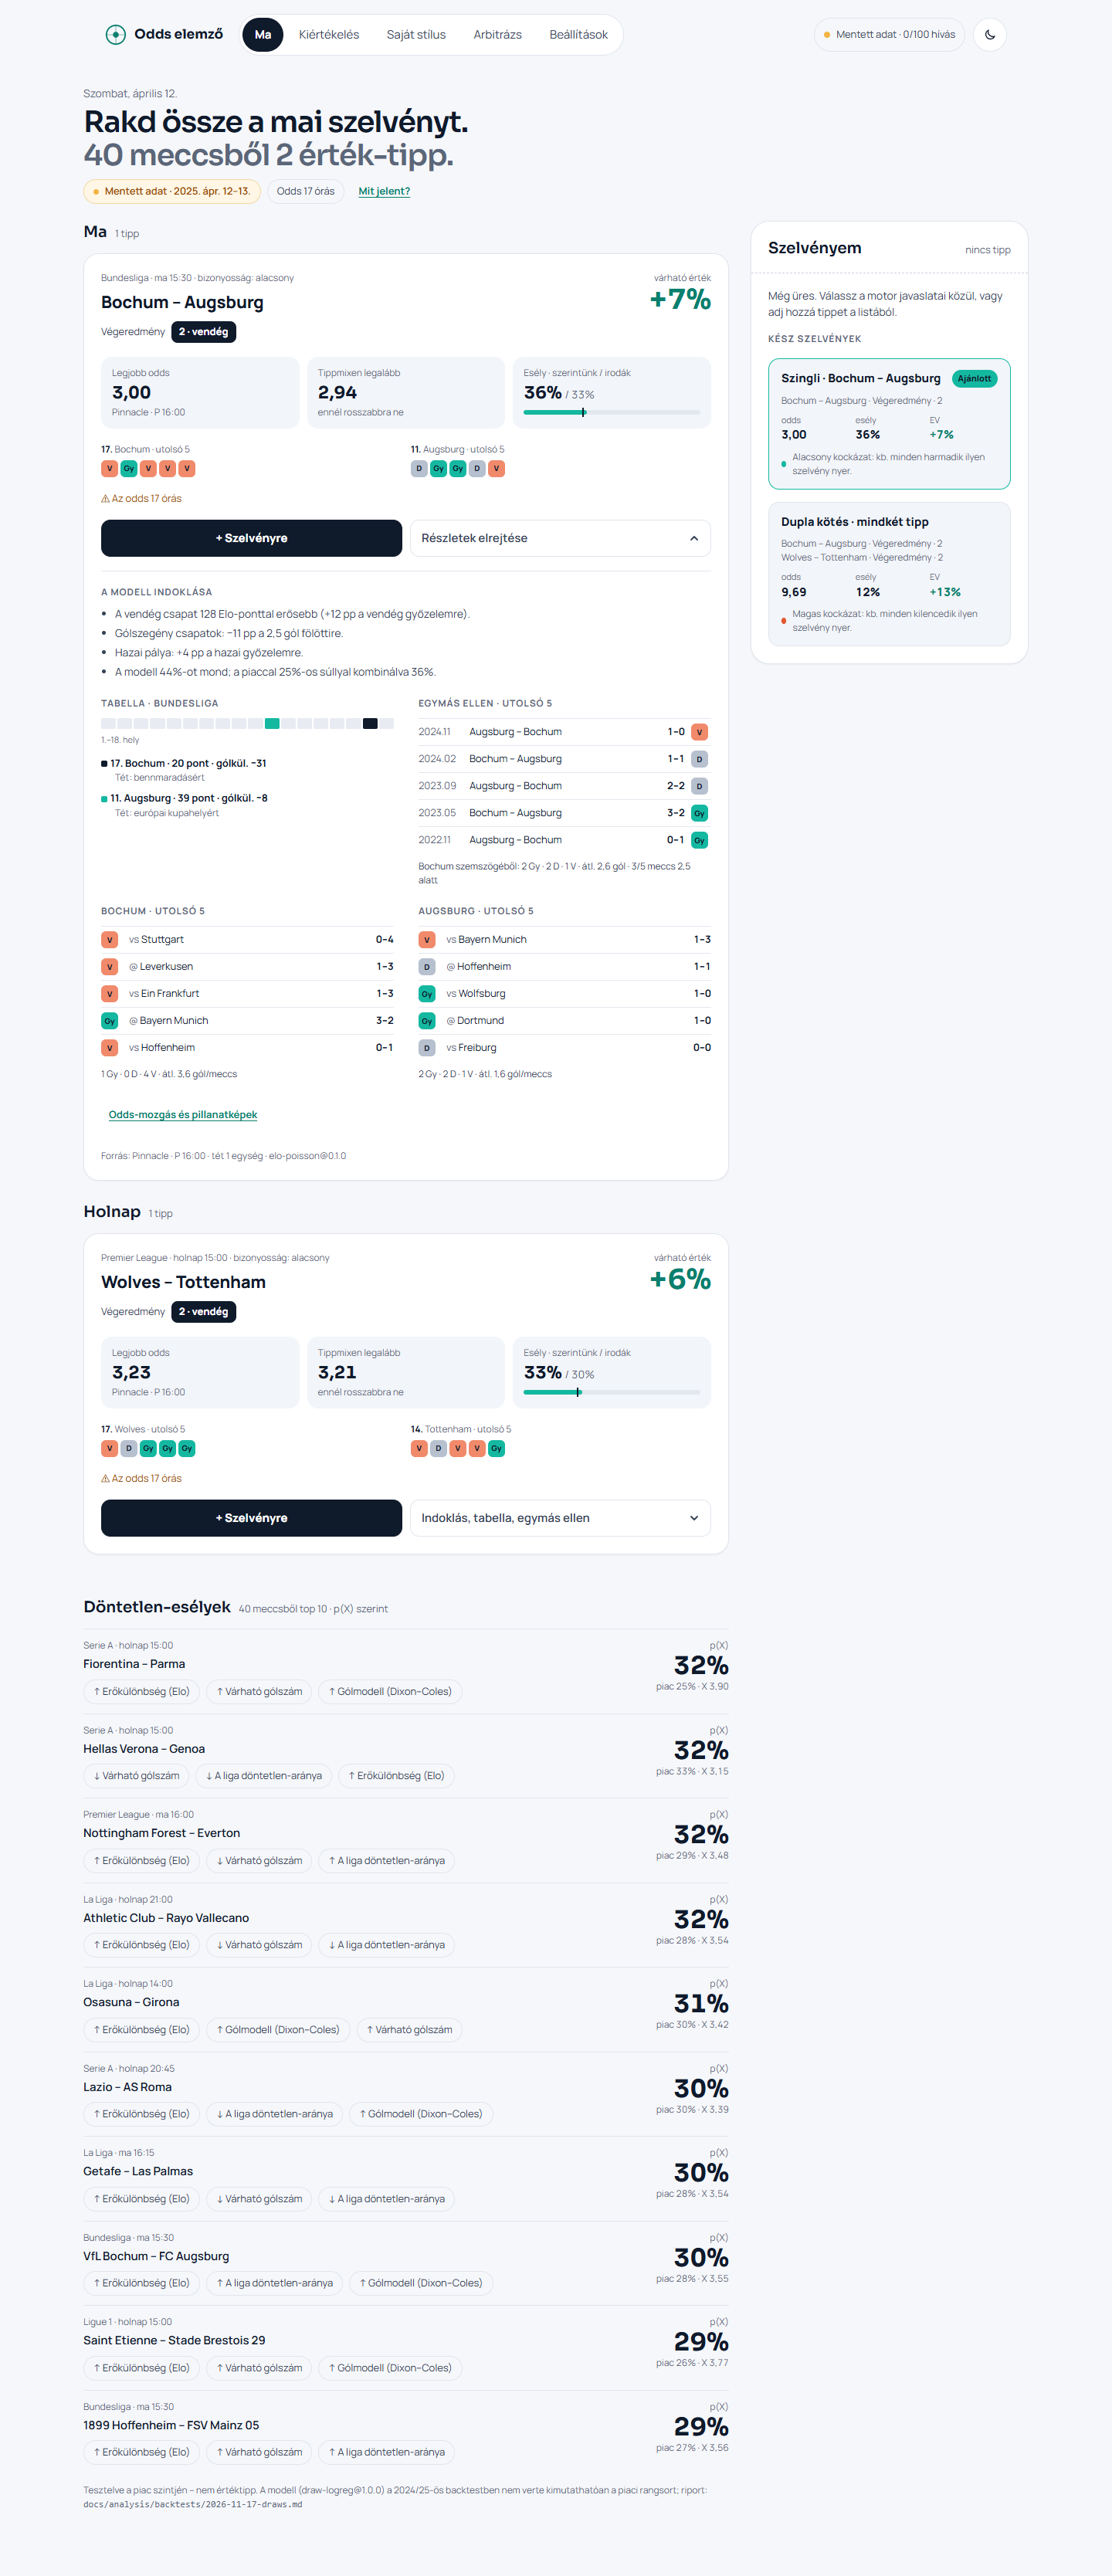 Odds elemző
Ma
Kiértékelés
Saját stílus
Arbitrázs
Beállítások
Mentett adat · 0/100 hívás
Szombat, április 12.
Rakd össze a mai szelvényt.
40 meccsből 2 érték-tipp.
Mentett adat · 2025. ápr. 12–13.
Odds 17 órás
Mit jelent?
Ma 1 tipp
Bundesliga · ma 15:30 · bizonyosság: alacsony
várható érték
Bochum – Augsburg
+7%
Végeredmény 2 · vendég
Legjobb odds
3,00
Pinnacle · P 16:00
Tippmixen legalább
2,94
ennél rosszabbra ne
Esély · szerintünk / irodák
36% / 33%
17. Bochum · utolsó 5
V Gy V V V
11. Augsburg · utolsó 5
D Gy Gy D V
⚠ Az odds 17 órás
+ Szelvényre
Részletek elrejtése
A MODELL INDOKLÁSA
• A vendég csapat 128 Elo-ponttal erősebb (+12 pp a vendég győzelemre).
• Gólszegény csapatok: −11 pp a 2,5 gól fölöttire.
• Hazai pálya: +4 pp a hazai győzelemre.
• A modell 44%-ot mond; a piaccal 25%-os súllyal kombinálva 36%.
TABELLA · BUNDESLIGA
1.–18. hely
17. Bochum · 20 pont · gólkül. −31
Tét: bennmaradásért
11. Augsburg · 39 pont · gólkül. −8
Tét: európai kupahelyért
EGYMÁS ELLEN · UTOLSÓ 5
2024.11 Augsburg – Bochum 1–0 V
2024.02 Bochum – Augsburg 1–1 D
2023.09 Augsburg – Bochum 2–2 D
2023.05 Bochum – Augsburg 3–2 Gy
2022.11 Augsburg – Bochum 0–1 Gy
Bochum szemszögéből: 2 Gy · 2 D · 1 V · átl. 2,6 gól · 3/5 meccs 2,5
alatt
BOCHUM · UTOLSÓ 5
V vs Stuttgart 0–4
V @ Leverkusen 1–3
V vs Ein Frankfurt 1–3
Gy @ Bayern Munich 3–2
V vs Hoffenheim 0–1
1 Gy · 0 D · 4 V · átl. 3,6 gól/meccs
AUGSBURG · UTOLSÓ 5
V vs Bayern Munich 1–3
D @ Hoffenheim 1–1
Gy vs Wolfsburg 1–0
Gy @ Dortmund 1–0
D vs Freiburg 0–0
2 Gy · 2 D · 1 V · átl. 1,6 gól/meccs
Odds-mozgás és pillanatképek
Forrás: Pinnacle · P 16:00 · tét 1 egység · elo-poisson@0.1.0
Szelvényem
nincs tipp
Még üres. Válassz a motor javaslatai közül, vagy
adj hozzá tippet a listából.
KÉSZ SZELVÉNYEK
Szingli · Bochum – Augsburg Ajánlott
Bochum – Augsburg · Végeredmény · 2
odds esély EV
3,00 36% +7%
Alacsony kockázat: kb. minden harmadik ilyen
szelvény nyer.
Dupla kötés · mindkét tipp
Bochum – Augsburg · Végeredmény · 2
Wolves – Tottenham · Végeredmény · 2
odds esély EV
9,69 12% +13%
Magas kockázat: kb. minden kilencedik ilyen
szelvény nyer.
Holnap 1 tipp
Premier League · holnap 15:00 · bizonyosság: alacsony
várható érték
Wolves – Tottenham
+6%
Végeredmény 2 · vendég
Legjobb odds
3,23
Pinnacle · P 16:00
Tippmixen legalább
3,21
ennél rosszabbra ne
Esély · szerintünk / irodák
33% / 30%
17. Wolves · utolsó 5
V D Gy Gy Gy
14. Tottenham · utolsó 5
V D V V Gy
⚠ Az odds 17 órás
+ Szelvényre
Indoklás, tabella, egymás ellen
Döntetlen-esélyek 40 meccsből top 10 · p(X) szerint
Serie A · holnap 15:00
Fiorentina – Parma
↑ Erőkülönbség (Elo) ↑ Várható gólszám ↑ Gólmodell (Dixon–Coles)
p(X)
32%
piac 25% · X 3,90
Serie A · holnap 15:00
Hellas Verona – Genoa
↓ Várható gólszám ↓ A liga döntetlen-aránya ↑ Erőkülönbség (Elo)
p(X)
32%
piac 33% · X 3,15
Premier League · ma 16:00
Nottingham Forest – Everton
↑ Erőkülönbség (Elo) ↓ Várható gólszám ↑ A liga döntetlen-aránya
p(X)
32%
piac 29% · X 3,48
La Liga · holnap 21:00
Athletic Club – Rayo Vallecano
↑ Erőkülönbség (Elo) ↓ Várható gólszám ↓ A liga döntetlen-aránya
p(X)
32%
piac 28% · X 3,54
La Liga · holnap 14:00
Osasuna – Girona
↑ Erőkülönbség (Elo) ↑ Gólmodell (Dixon–Coles) ↑ Várható gólszám
p(X)
31%
piac 30% · X 3,42
Serie A · holnap 20:45
Lazio – AS Roma
↑ Erőkülönbség (Elo) ↓ A liga döntetlen-aránya ↑ Gólmodell (Dixon–Coles)
p(X)
30%
piac 30% · X 3,39
La Liga · ma 16:15
Getafe – Las Palmas
↑ Erőkülönbség (Elo) ↓ Várható gólszám ↓ A liga döntetlen-aránya
p(X)
30%
piac 28% · X 3,54
Bundesliga · ma 15:30
VfL Bochum – FC Augsburg
↑ Erőkülönbség (Elo) ↑ A liga döntetlen-aránya ↑ Gólmodell (Dixon–Coles)
p(X)
30%
piac 28% · X 3,55
Ligue 1 · holnap 15:00
Saint Etienne – Stade Brestois 29
↑ Erőkülönbség (Elo) ↑ Várható gólszám ↑ Gólmodell (Dixon–Coles)
p(X)
29%
piac 26% · X 3,77
Bundesliga · ma 15:30
1899 Hoffenheim – FSV Mainz 05
↑ Erőkülönbség (Elo) ↑ Várható gólszám ↑ A liga döntetlen-aránya
p(X)
29%
piac 27% · X 3,56
Tesztelve a piac szintjén – nem értéktipp. A modell (draw-logreg@1.0.0) a 2024/25-ös backtestben nem verte kimutathatóan a piaci rangsort; riport:
docs/analysis/backtests/2026-11-17-draws.md